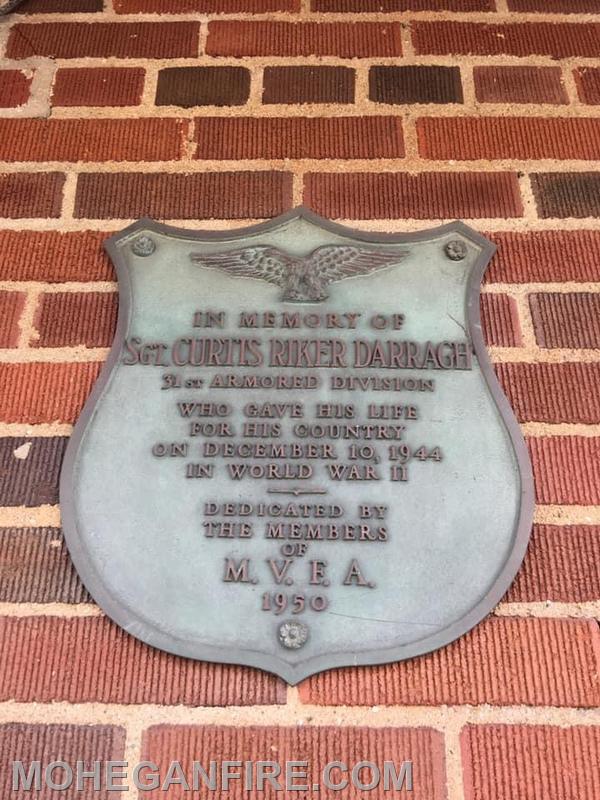 IN MEMORY OF
SGT. CURTIS RIKER DARRAGH
31ST ARMORED DIVISION
WHO GAVE HIS LIFE
FOR HIS COUNTRY
ON DECEMBER 10, 1944
IN WORLD WAR II
DEDICATED BY
THE MEMBERS
OF
M. V. F. A.
1950
MOHEGANFIRE.COM